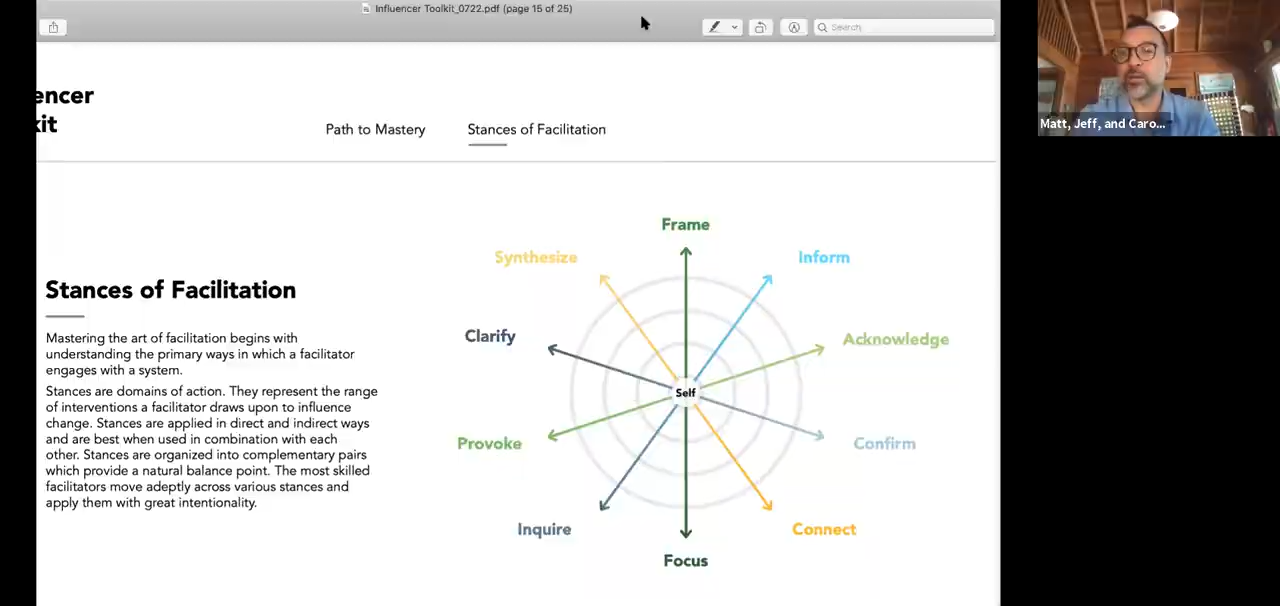 Influencer Toolkit_0722.pdf (page 15 of 25)
Search
encer
kit
Path to Mastery
Stances of Facilitation
Matt, Jeff, and Caro...
Stances of Facilitation
Mastering the art of facilitation begins with
understanding the primary ways in which a facilitator
engages with a system.
Stances are domains of action. They represent the range
of interventions a facilitator draws upon to influence
change. Stances are applied in direct and indirect ways
and are best when used in combination with each
other. Stances are organized into complementary pairs
which provide a natural balance point. The most skilled
facilitators move adeptly across various stances and
apply them with great intentionality.
Frame
Synthesize
Inform
Clarify
Acknowledge
Self
Provoke
Confirm
Inquire
Connect
Focus